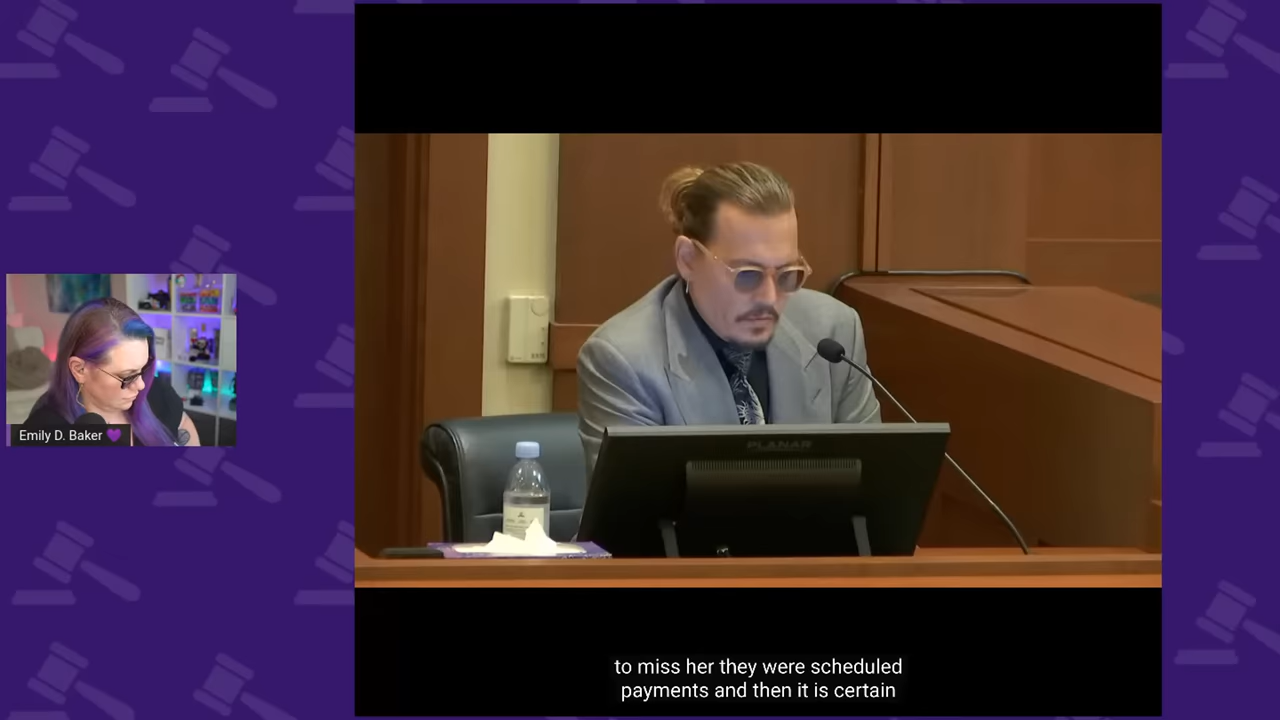 PLANAR
Emily D. Baker 💜
to miss her they were scheduled
payments and then it is certain